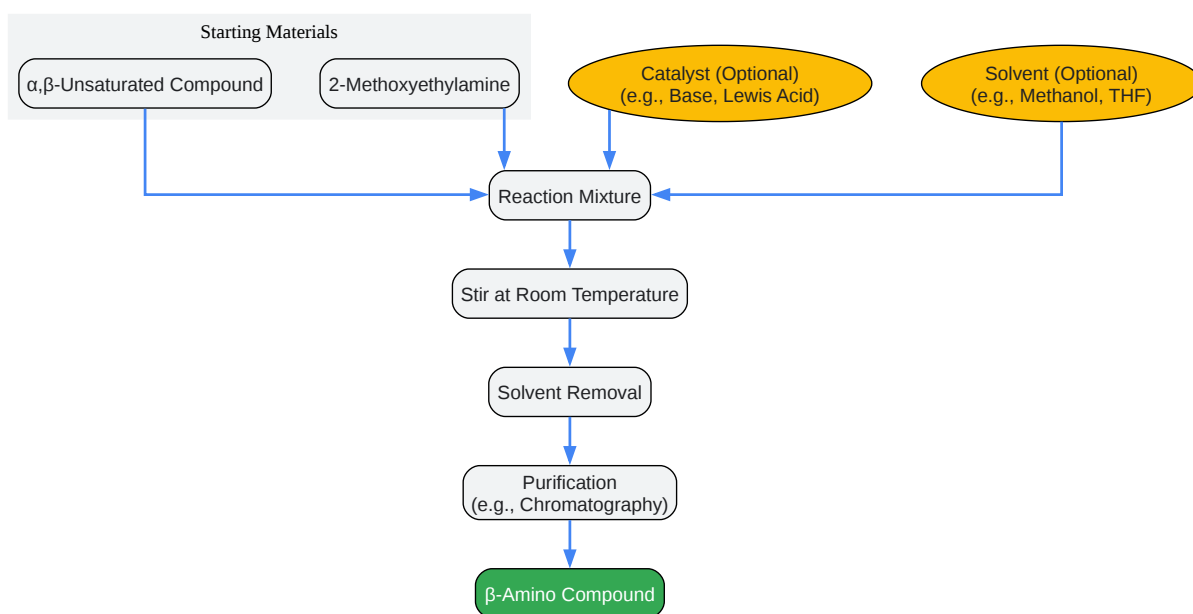 Starting Materials
α,β-Unsaturated Compound
2-Methoxyethylamine
Catalyst (Optional)
(e.g., Base, Lewis Acid)
Solvent (Optional)
(e.g., Methanol, THF)
Reaction Mixture
Stir at Room Temperature
Solvent Removal
Purification
(e.g., Chromatography)
β-Amino Compound